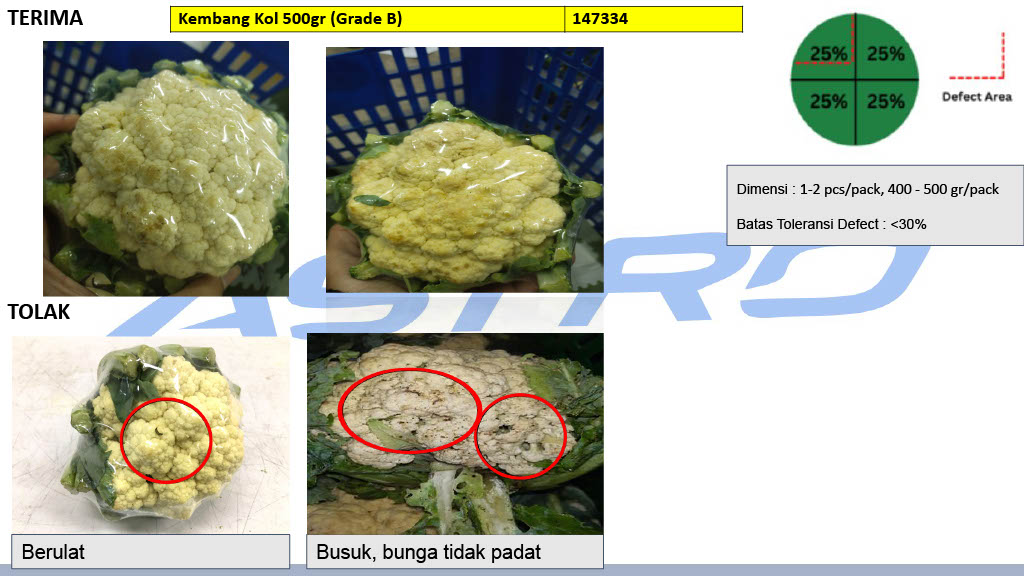 TERIMA
Kembang Kol 500gr (Grade B)
147334
25% 25%
25% 25%
Defect Area
Dimensi : 1-2 pcs/pack, 400 - 500 gr/pack
Batas Toleransi Defect : <30%
ASTRO
TOLAK
Berulat
Busuk, bunga tidak padat